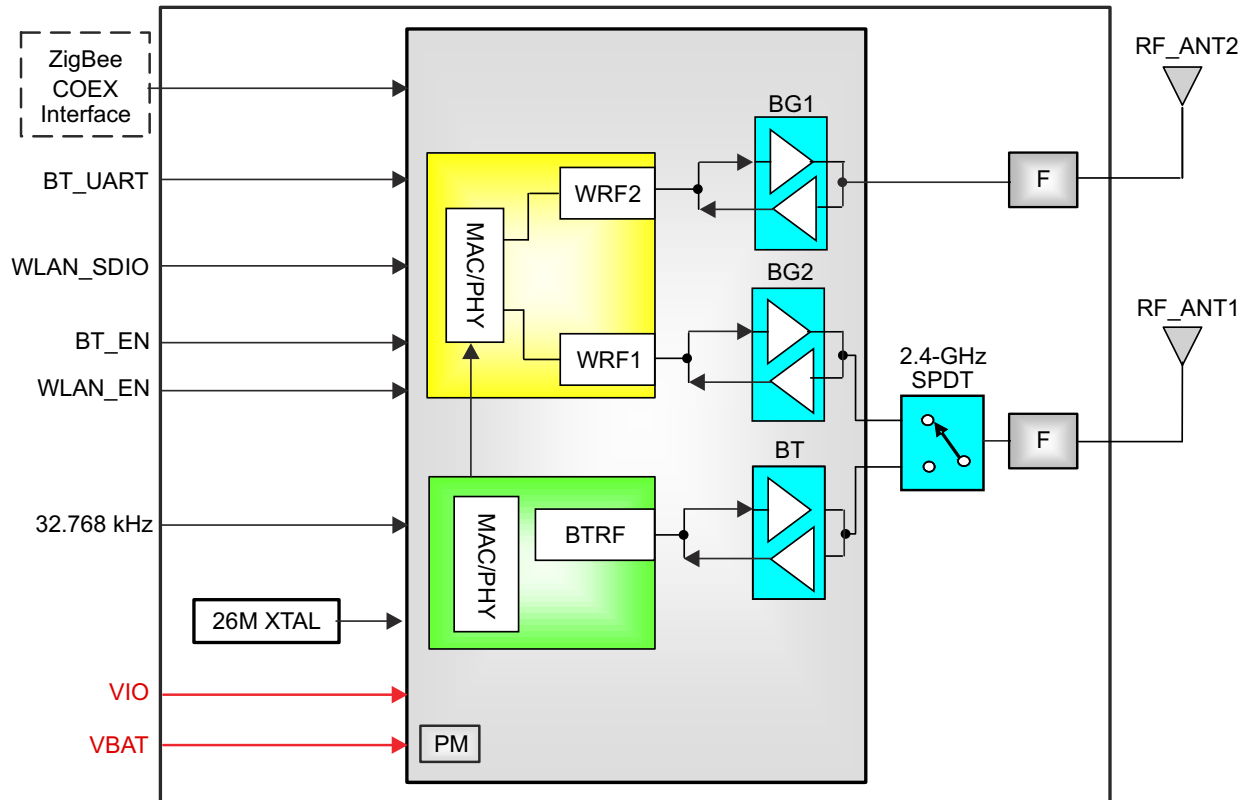 ZigBee
COEX
Interface
BT_UART
WLAN_SDIO
BT_EN
WLAN_EN
32.768 kHz
26M XTAL
VIO
VBAT
PM
MAC/PHY
WRF2
WRF1
MAC/PHY
BTRF
BG1
BG2
BT
2.4-GHz
SPDT
F
F
RF_ANT2
RF_ANT1